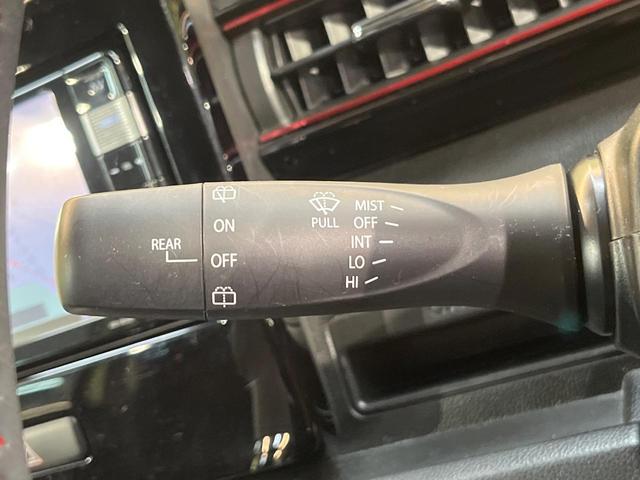 REAR
ON
OFF
PULL
MIST
OFF
INT
LO
HI